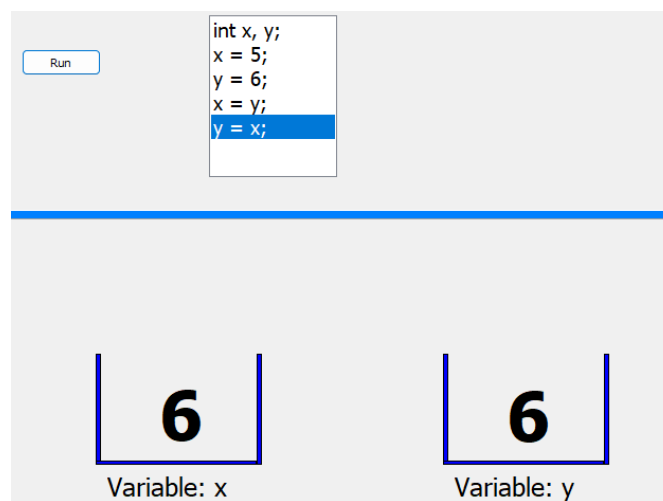 Run
int x, y;
x = 5;
y = 6;
x = y;
y = x;
6
6
Variable: x
Variable: y